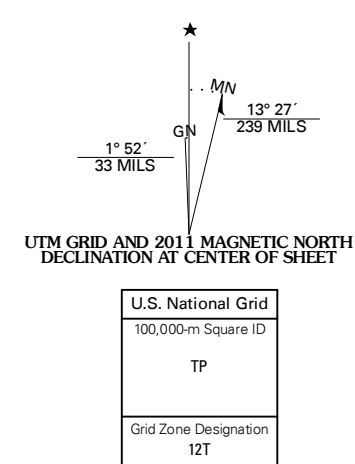 ★
MN
13° 27´
239 MILS
GN
1° 52´
33 MILS
UTM GRID AND 2011 MAGNETIC NORTH
DECLINATION AT CENTER OF SHEET
U.S. National Grid
100,000-m Square ID
TP
Grid Zone Designation
12T